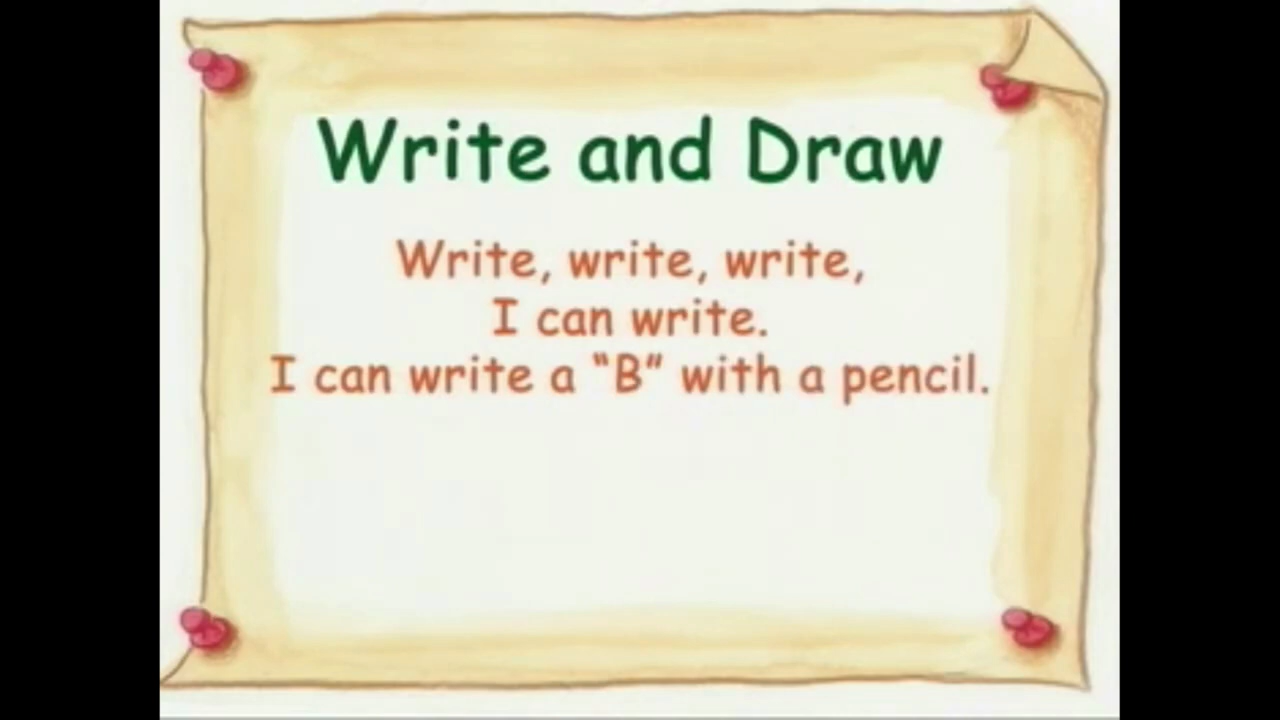 Write and Draw
Write, write, write,
I can write.
I can write a “B” with a pencil.